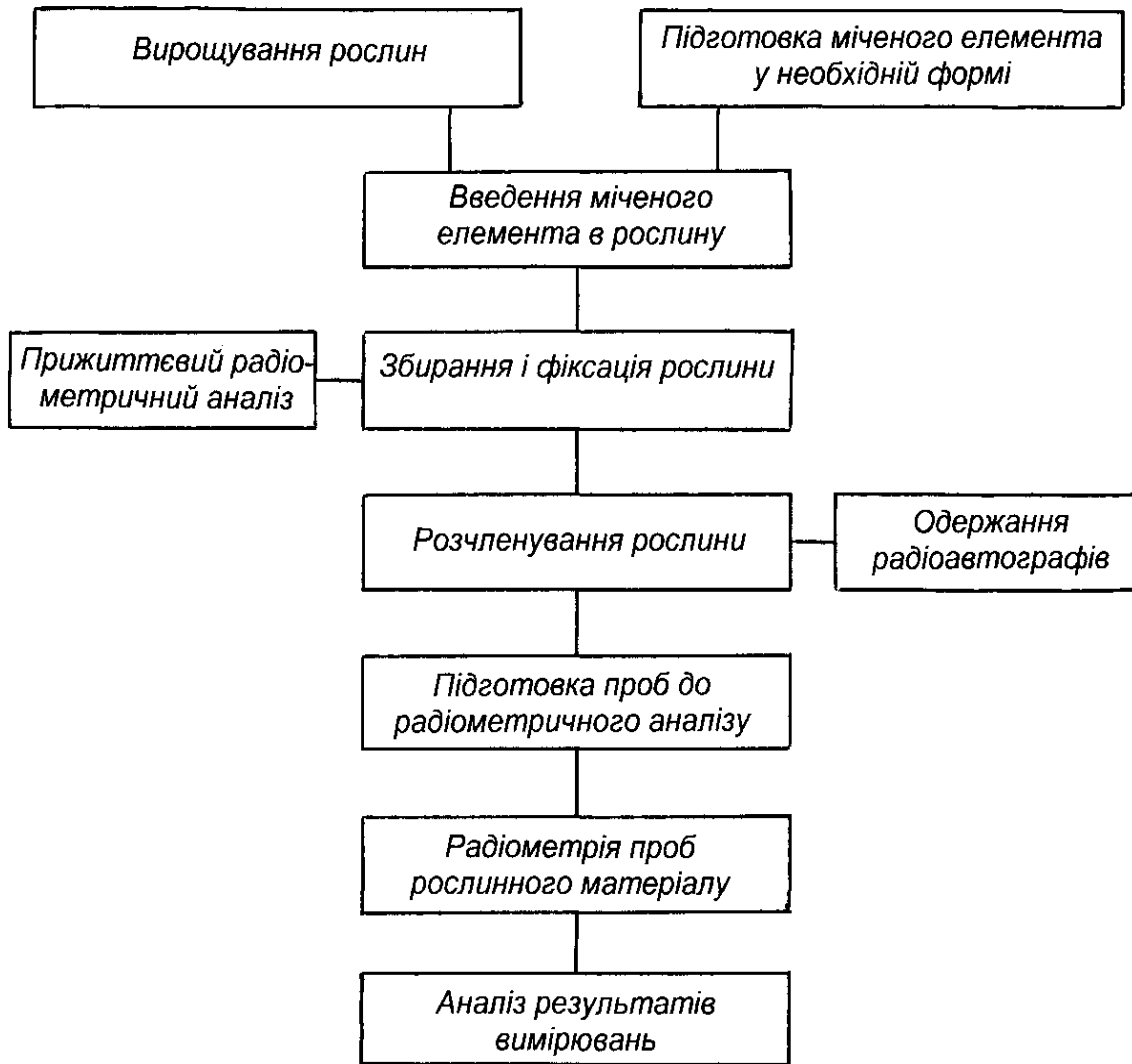 Вирощування рослин
Підготовка міченого елемента
у необхідній формі
Введення міченого
елемента в рослину
Прижиттєвий радіо-
метричний аналіз
Збирання і фіксація рослини
Розчленування рослини
Одержання
радіоавтографів
Підготовка проб до
радіометричного аналізу
Радіометрія проб
рослинного матеріалу
Аналіз результатів
вимірювань